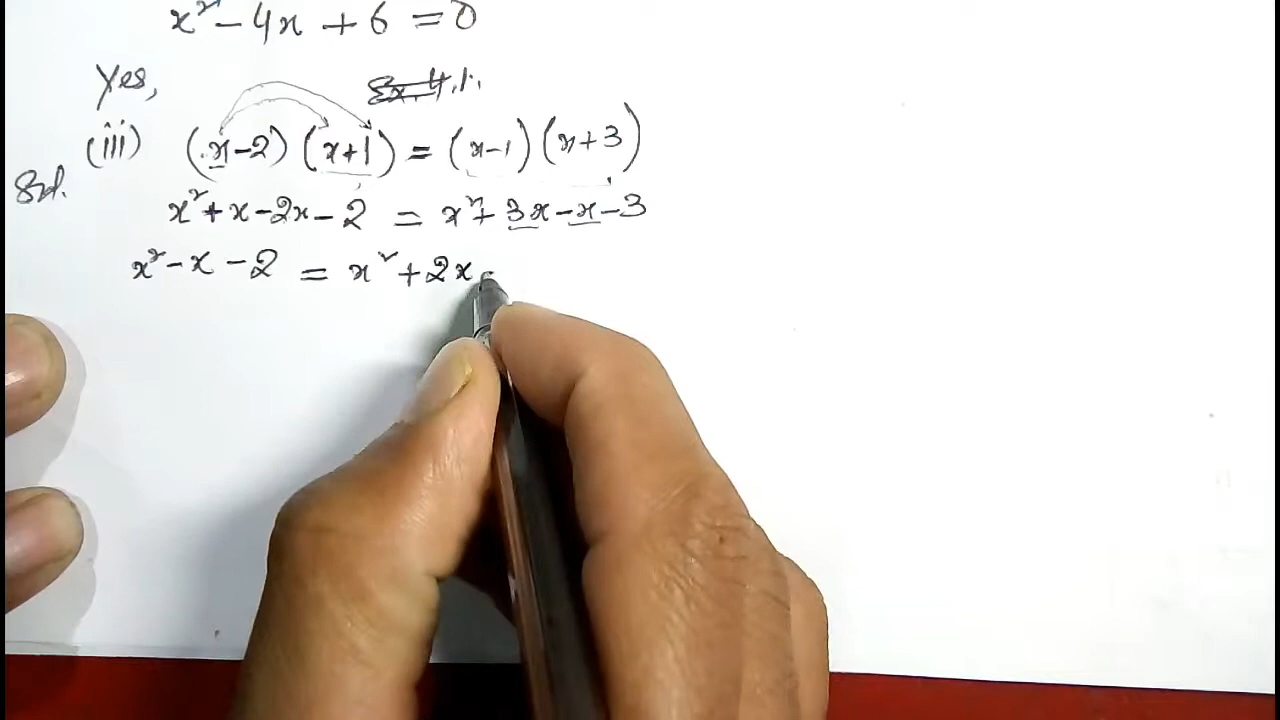 x² - 4x + 6 = 0
Yes,
Ex. 4.1.
(iii) (x-2) (x+1) = (x-1) (x+3)
Sol.
x² + x - 2x - 2 = x² + 3x - x - 3
x² - x - 2 = x² + 2x